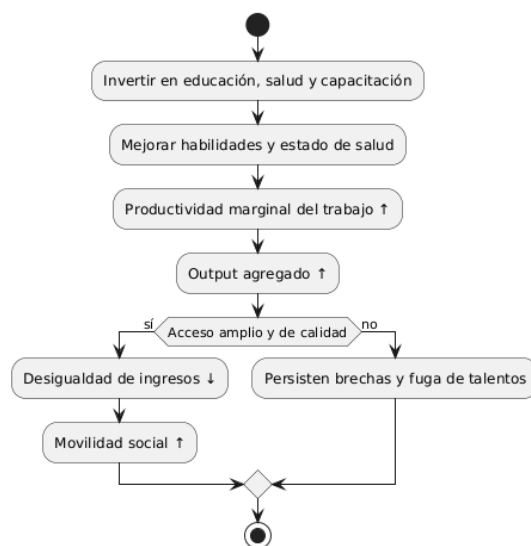 Invertir en educación, salud y capacitación
Mejorar habilidades y estado de salud
Productividad marginal del trabajo ↑
Output agregado ↑
sí
Acceso amplio y de calidad
no
Desigualdad de ingresos ↓
Persisten brechas y fuga de talentos
Movilidad social ↑